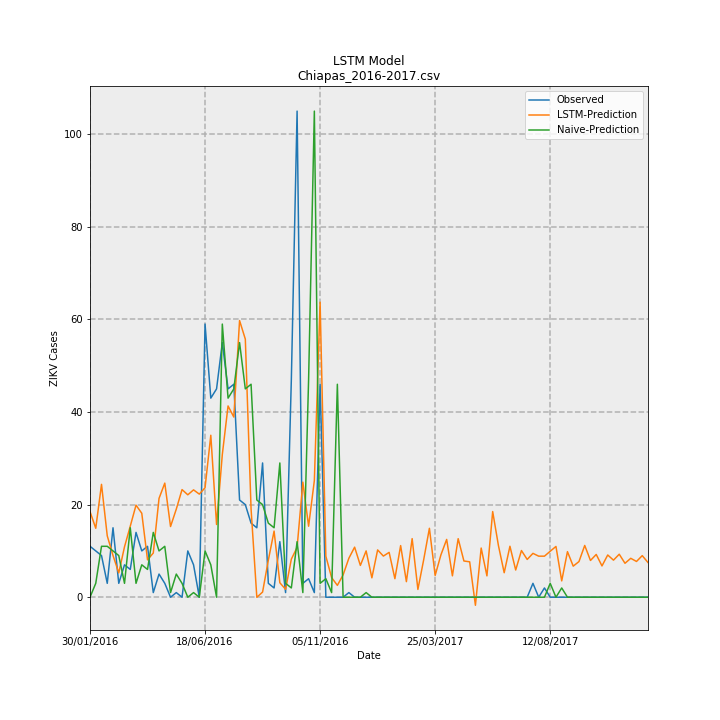 LSTM Model
Chiapas_2016-2017.csv
Observed
LSTM-Prediction
Naive-Prediction
100
80
60
40
20
0
ZIKV Cases
30/01/2016
18/06/2016
05/11/2016
25/03/2017
12/08/2017
Date